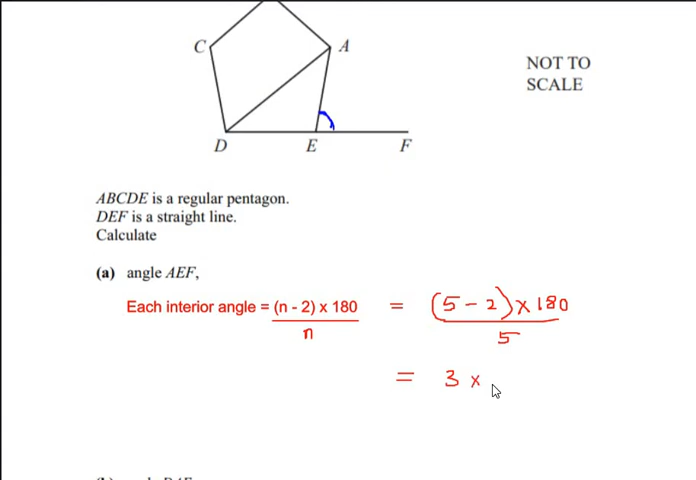 C
A
NOT TO
SCALE
D E F
ABCDE is a regular pentagon.
DEF is a straight line.
Calculate
(a) angle AEF,
Each interior angle = (n - 2) x 180 = (5 - 2) x 180
n 5
= 3 x